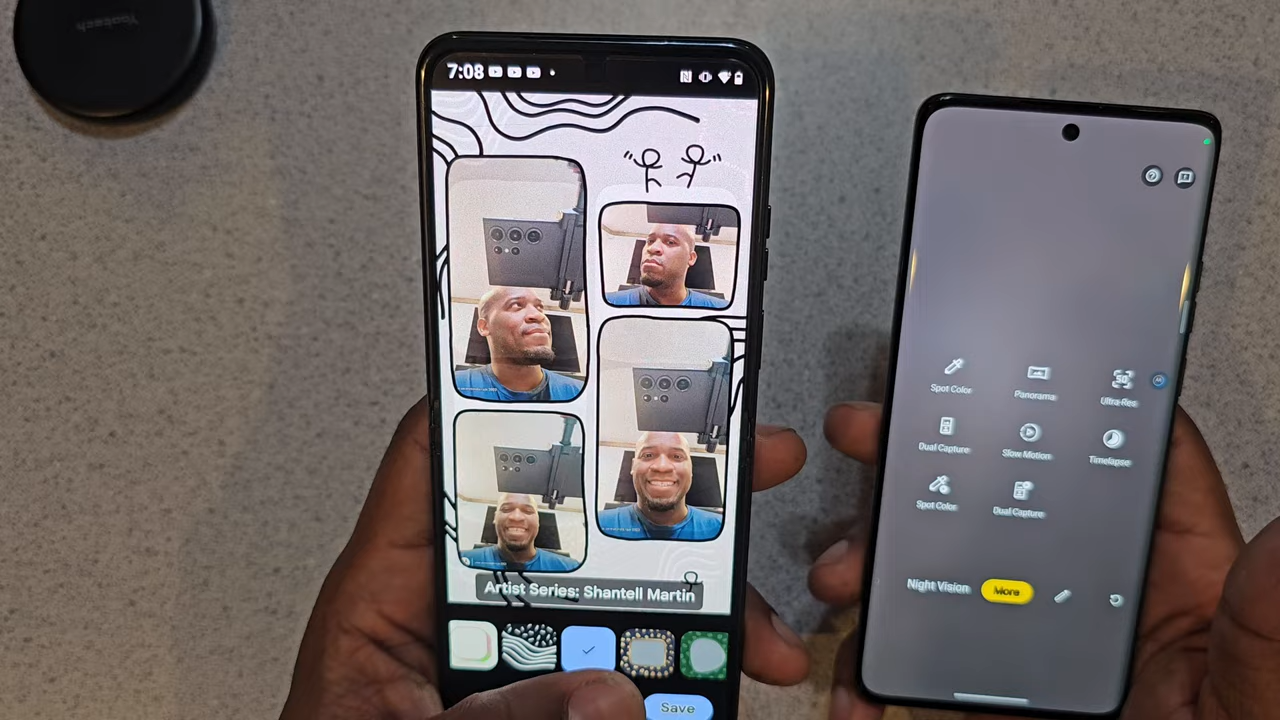 Yootech
7:08
Artist Series: Shantell Martin
Save
Spot Color
Panorama
Ultra-Res
Dual Capture
Slow Motion
Timelapse
Spot Color
Dual Capture
Night Vision
More